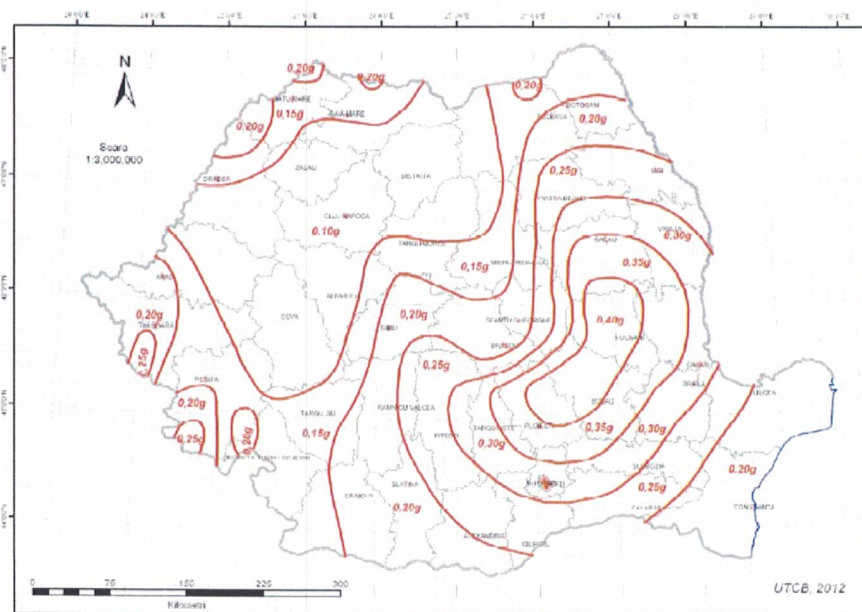 N
Scara
1:3,000,000
0,20g
0,20g
0,20g
SATU MARE
0,15g
BAIA MARE
0,20g
BOTOSANI
SUCEAVA
0,20g
ORADEA
ZALAU
BISTRITA
0,25g
IASI
PIATRA NEAMT
CLUJ NAPOCA
0.10g
TARGU MURES
0,15g
BACAU
VASLUI
0,30g
0,35g
ARAD
ALBA IULIA
DEVA
0,20g
TIMISOARA
0,20g
SIBIU
SFANTU GHEORGHE
BRASOV
0,40g
FOCSANI
0,25g
0,25g
RESITA
GALATI
BRAILA
TULCEA
0,20g
TARGU JIU
RAMNICU VALCEA
BUZAU
0,25g
0,20g
0,15g
PITESTI
TARGOVISTE
0,30g
PLOIESTI
0,35g
0,30g
SLOBOZIA
0,20g
SLATINA
0,25g
CRAIOVA
0,20g
CALARASI
CONSTANTA
ALEXANDRIA
GIURGIU
0
75
150
225
300
Kilometri
UTCB, 2012